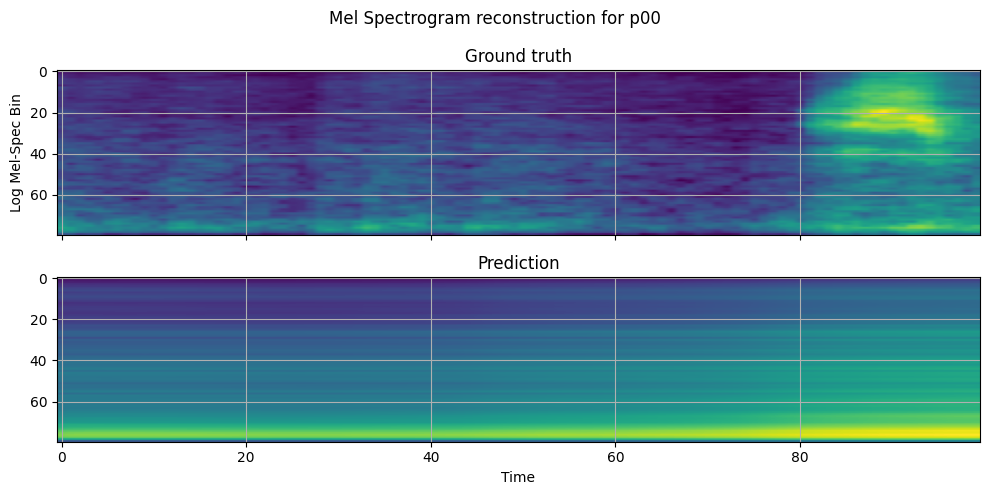 Mel Spectrogram reconstruction for p00
Ground truth
0
20
40
60
Log Mel-Spec Bin
Prediction
0
20
40
60
0 20 40 60 80
Time